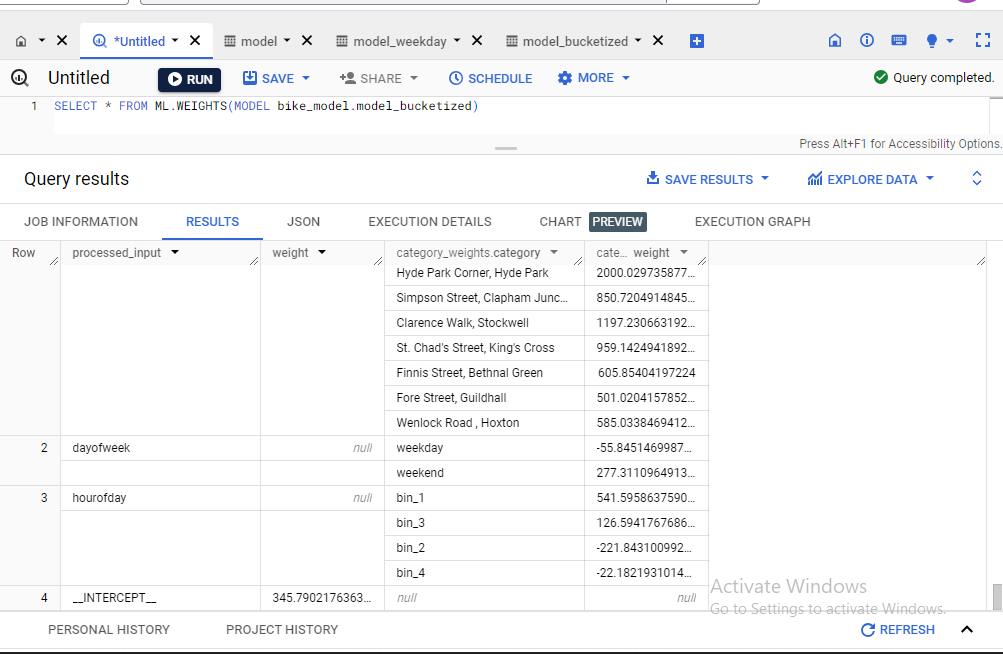 *Untitled
model
model_weekday
model_bucketized
Untitled
RUN
SAVE
SHARE
SCHEDULE
MORE
Query completed.
1 SELECT * FROM ML.WEIGHTS(MODEL bike_model.model_bucketized)
Press Alt+F1 for Accessibility Options.
Query results
SAVE RESULTS
EXPLORE DATA
JOB INFORMATION RESULTS JSON EXECUTION DETAILS CHART PREVIEW EXECUTION GRAPH
Row processed_input weight category_weights.category cate... weight
Hyde Park Corner, Hyde Park 2000.029735877...
Simpson Street, Clapham Junc... 850.7204914845...
Clarence Walk, Stockwell 1197.230663192...
St. Chad's Street, King's Cross 959.1424941892...
Finnis Street, Bethnal Green 605.85404197224
Fore Street, Guildhall 501.0204157852...
Wenlock Road , Hoxton 585.0338469412...
2 dayofweek null weekday -55.8451469987...
weekend 277.3110964913...
3 hourofday null bin_1 541.5958637590...
bin_3 126.5941767686...
bin_2 -221.843100992...
bin_4 -22.1821931014...
4 __INTERCEPT__ 345.7902176363... null null
Activate Windows
Go to Settings to activate Windows.
PERSONAL HISTORY PROJECT HISTORY REFRESH